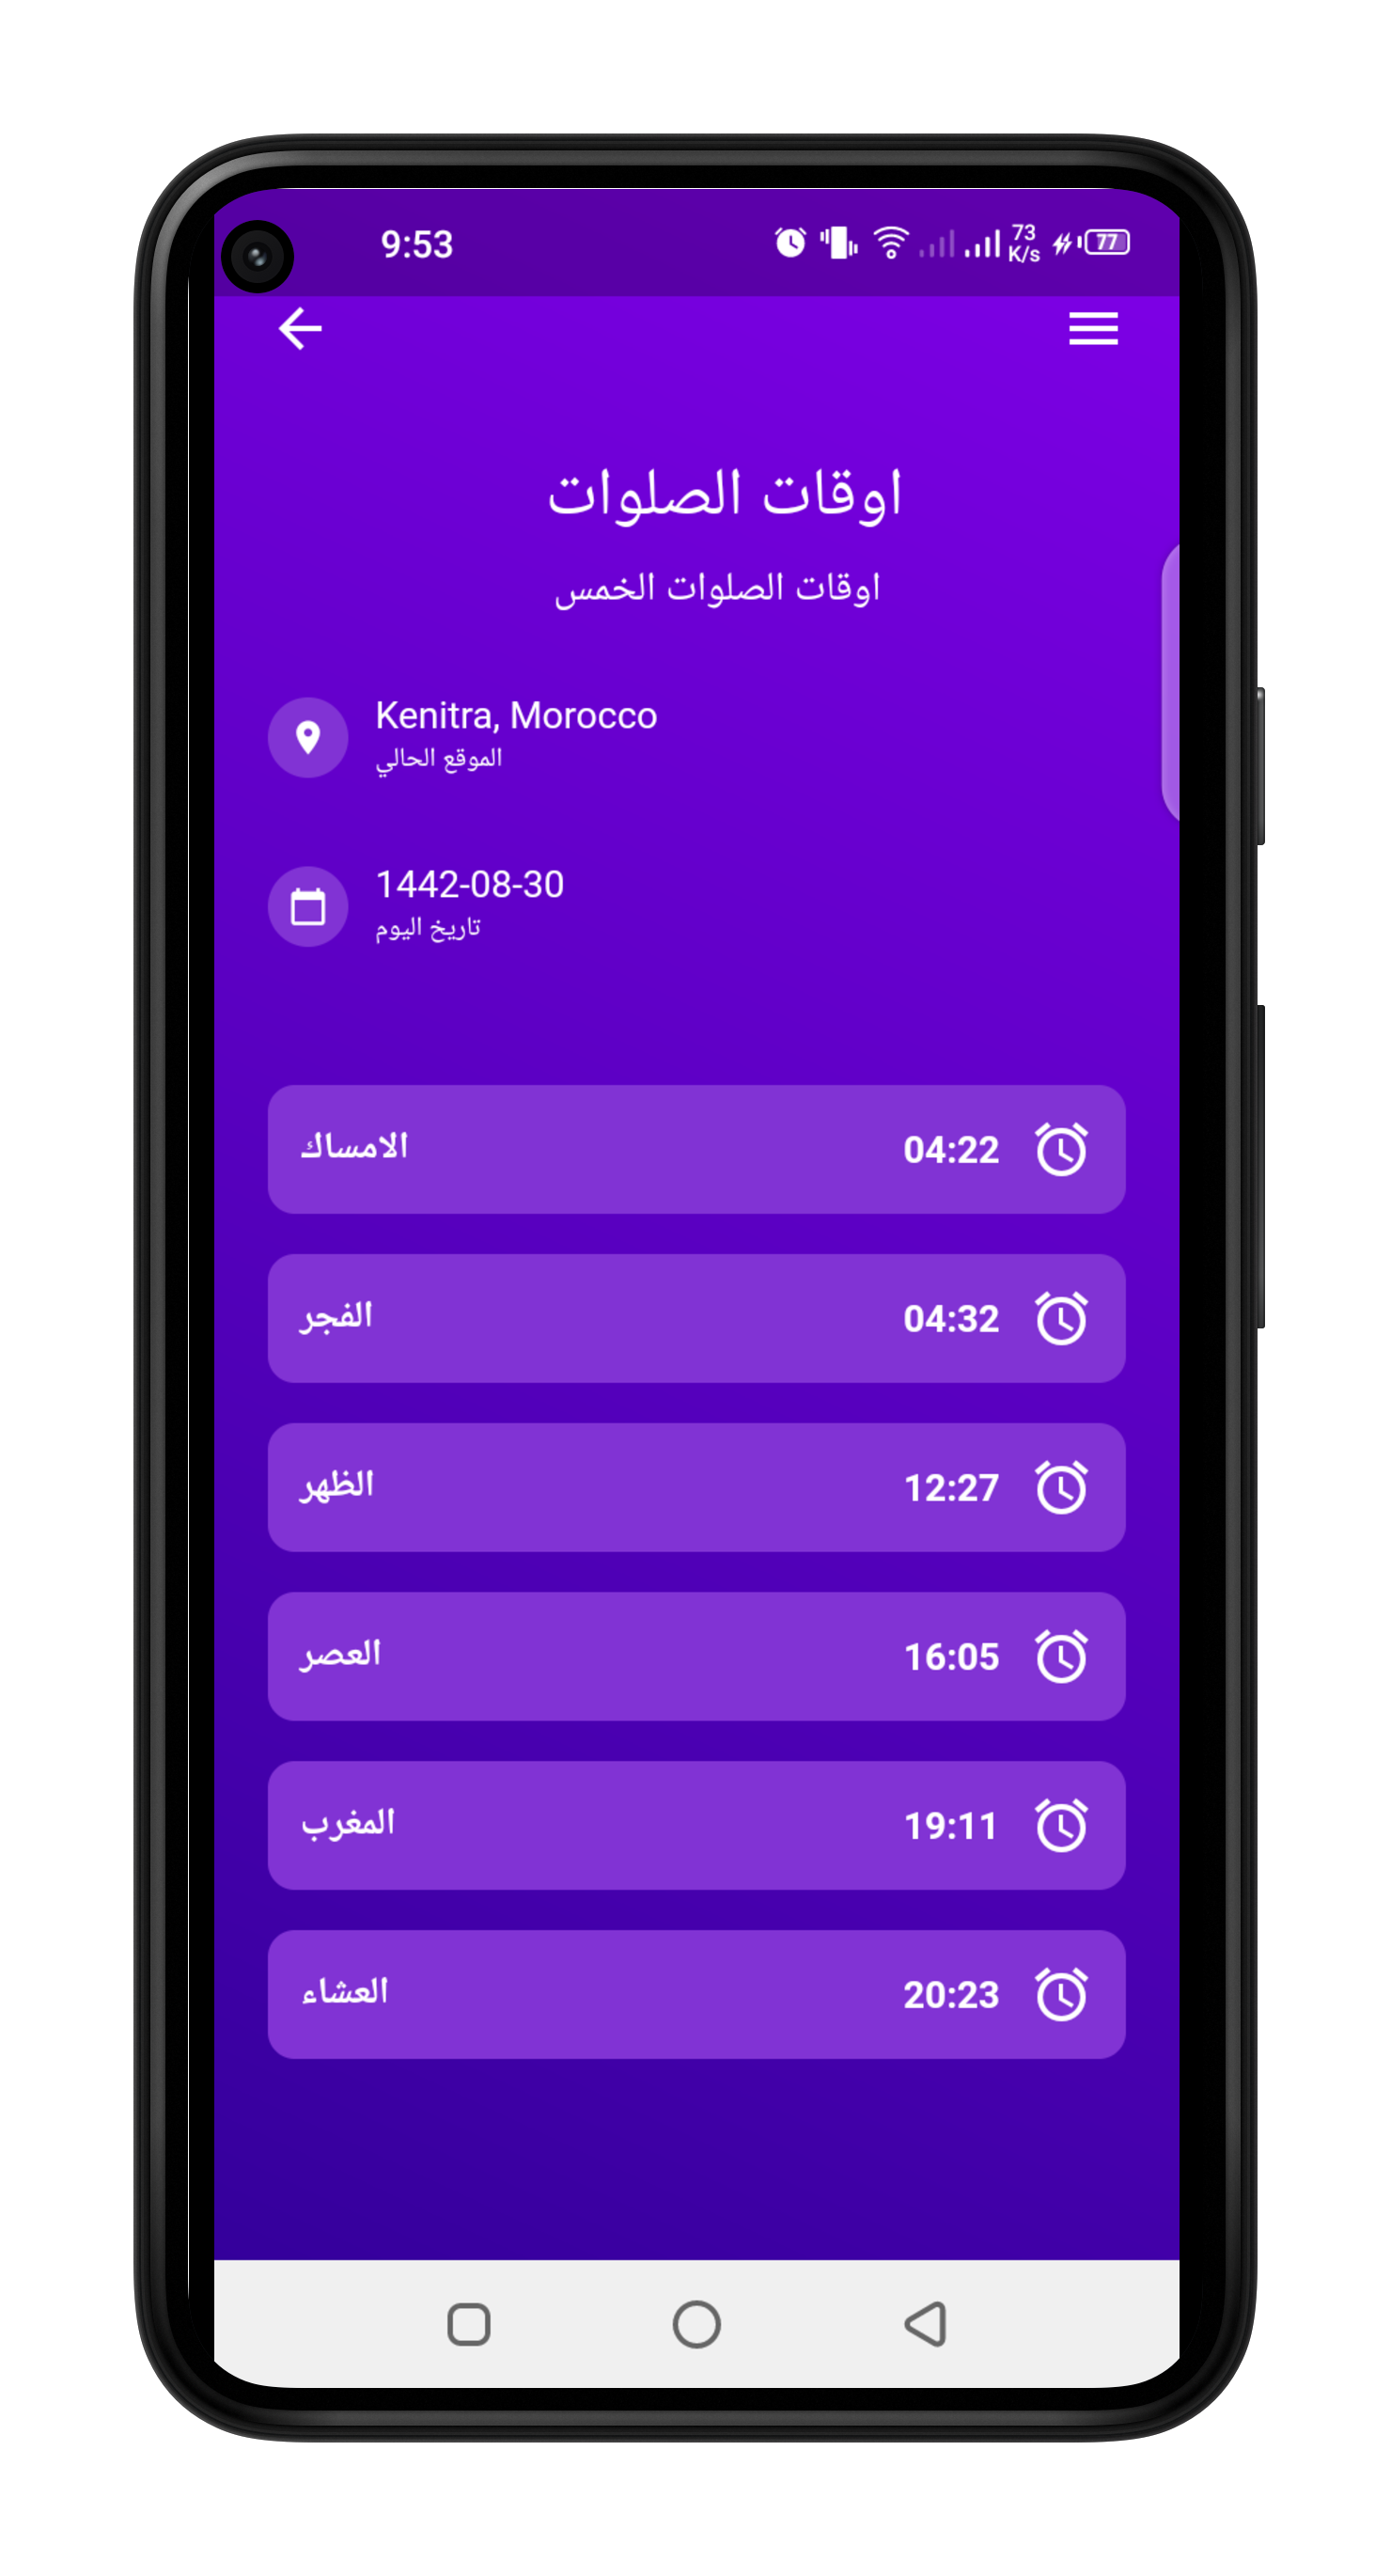 9:53
73
K/s
77
اوقات الصلوات
اوقات الصلوات الخمس
Kenitra, Morocco
الموقع الحالي
1442-08-30
تاريخ اليوم
الامساك 04:22
الفجر 04:32
الظهر 12:27
العصر 16:05
المغرب 19:11
العشاء 20:23